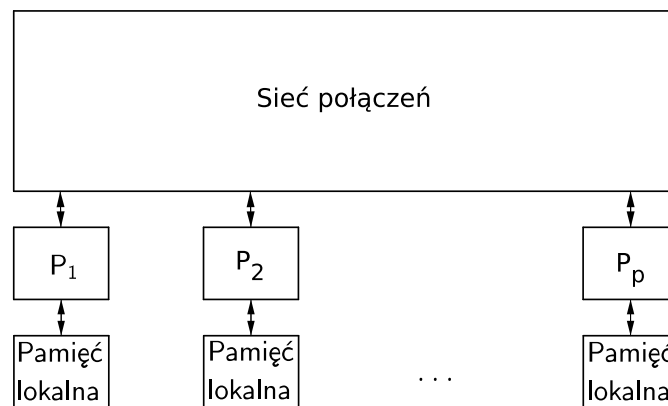 Sieć połączeń
P1
P2
Pp
Pamięć
lokalna
Pamięć
lokalna
. . .
Pamięć
lokalna